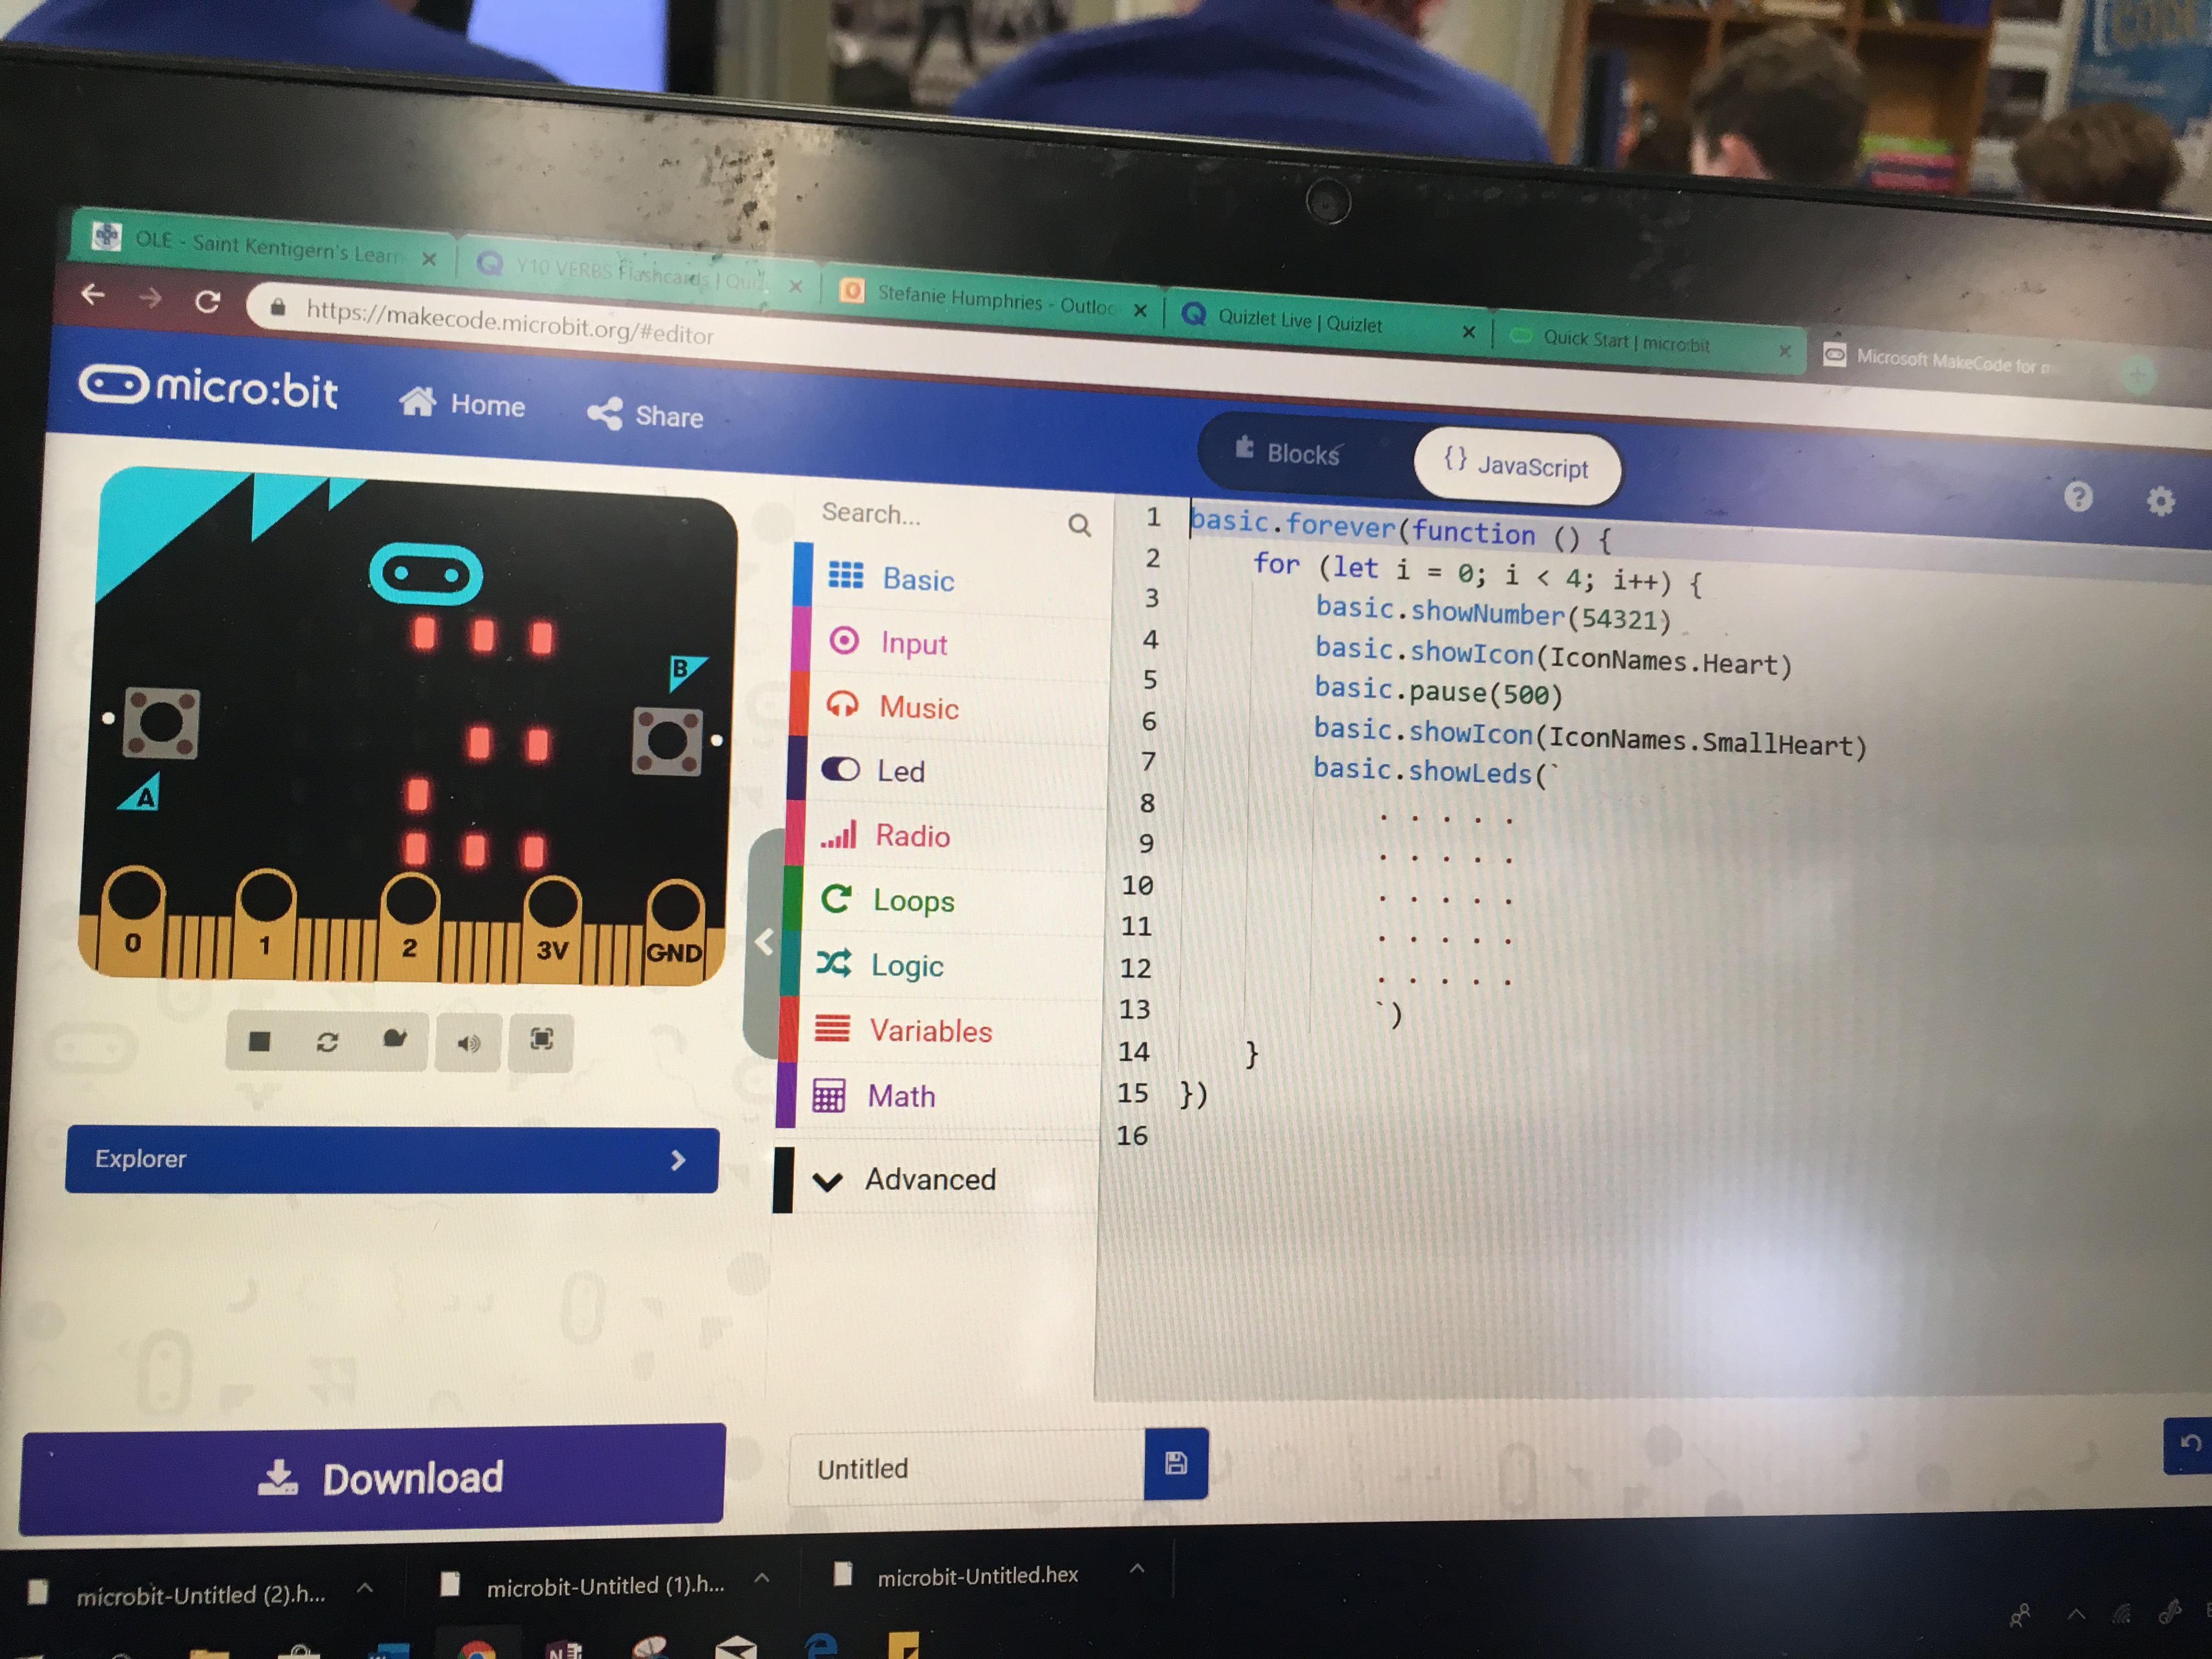 OLE - Saint Kentigern's Learn
Y10 VERBS Flashcards | Quiz
Stefanie Humphries - Outloo
Quizlet Live | Quizlet
Quick Start | micro:bit
Microsoft MakeCode for m
https://makecode.microbit.org/#editor
micro:bit
Home
Share
Blocks
{} JavaScript
Search...
Basic
Input
Music
Led
Radio
Loops
Logic
Variables
Math
Advanced
B
A
0 1 2 3V GND
Explorer
1 basic.forever(function () {
2 for (let i = 0; i < 4; i++) {
3 basic.showNumber(54321)
4 basic.showIcon(IconNames.Heart)
5 basic.pause(500)
6 basic.showIcon(IconNames.SmallHeart)
7 basic.showLeds(`
8 . . . . .
9 . . . . .
10 . . . . .
11 . . . . .
12 . . . . .
13 `)
14 }
15 })
16
Download
Untitled
microbit-Untitled (2).h...
microbit-Untitled (1).h...
microbit-Untitled.hex